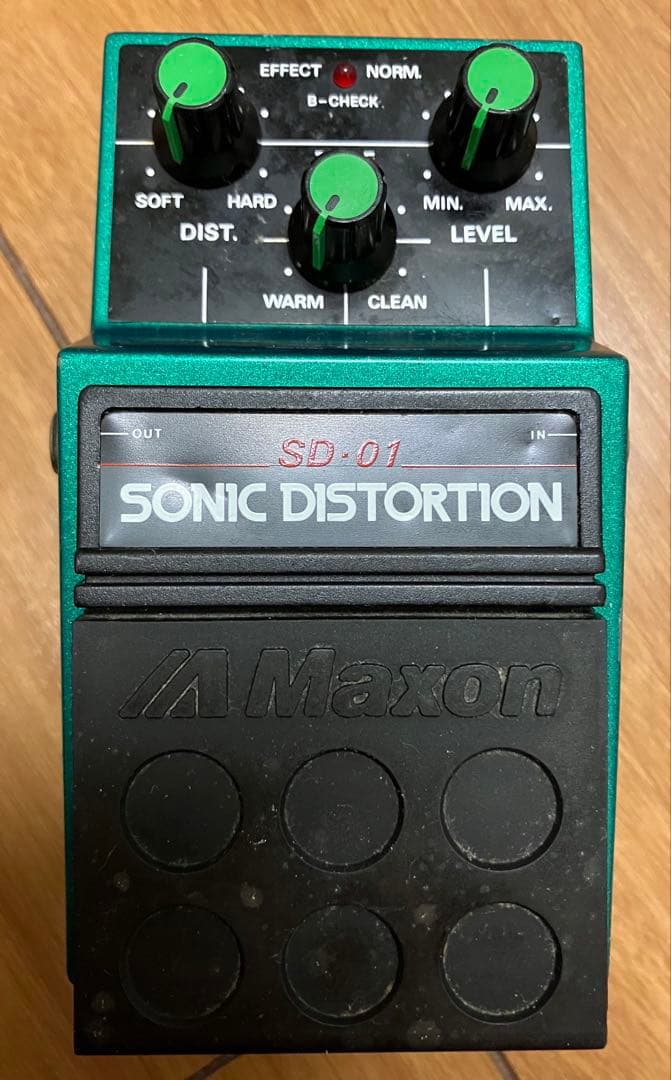 EFFECT NORM.
B-CHECK
SOFT HARD MIN. MAX.
DIST. LEVEL
WARM CLEAN
OUT IN
SD·01
SONIC DISTORTION
Maxon